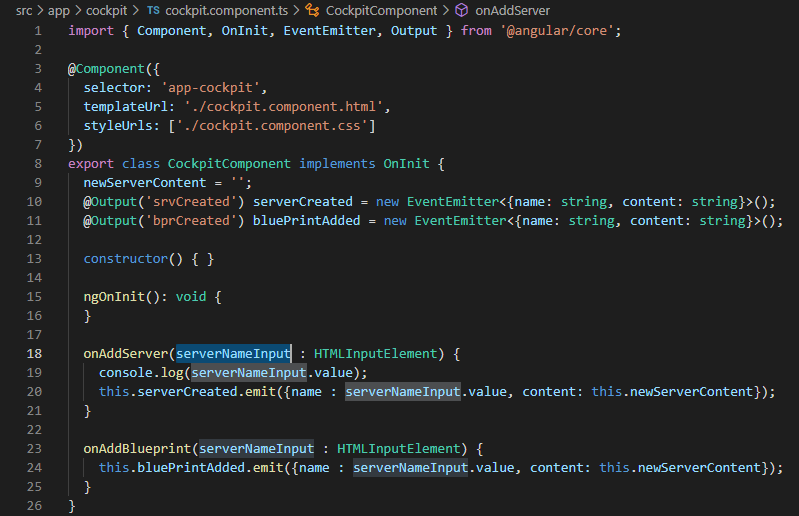 src > app > cockpit > TS cockpit.component.ts > CockpitComponent > onAddServer
1 import { Component, OnInit, EventEmitter, Output } from '@angular/core';
2
3 @Component({
4   selector: 'app-cockpit',
5   templateUrl: './cockpit.component.html',
6   styleUrls: ['./cockpit.component.css']
7 })
8 export class CockpitComponent implements OnInit {
9   newServerContent = '';
10   @Output('srvCreated') serverCreated = new EventEmitter<{name: string, content: string}>();
11   @Output('bprCreated') bluePrintAdded = new EventEmitter<{name: string, content: string}>();
12
13   constructor() { }
14
15   ngOnInit(): void {
16   }
17
18   onAddServer(serverNameInput : HTMLInputElement) {
19     console.log(serverNameInput.value);
20     this.serverCreated.emit({name : serverNameInput.value, content: this.newServerContent});
21   }
22
23   onAddBlueprint(serverNameInput : HTMLInputElement) {
24     this.bluePrintAdded.emit({name : serverNameInput.value, content: this.newServerContent});
25   }
26 }